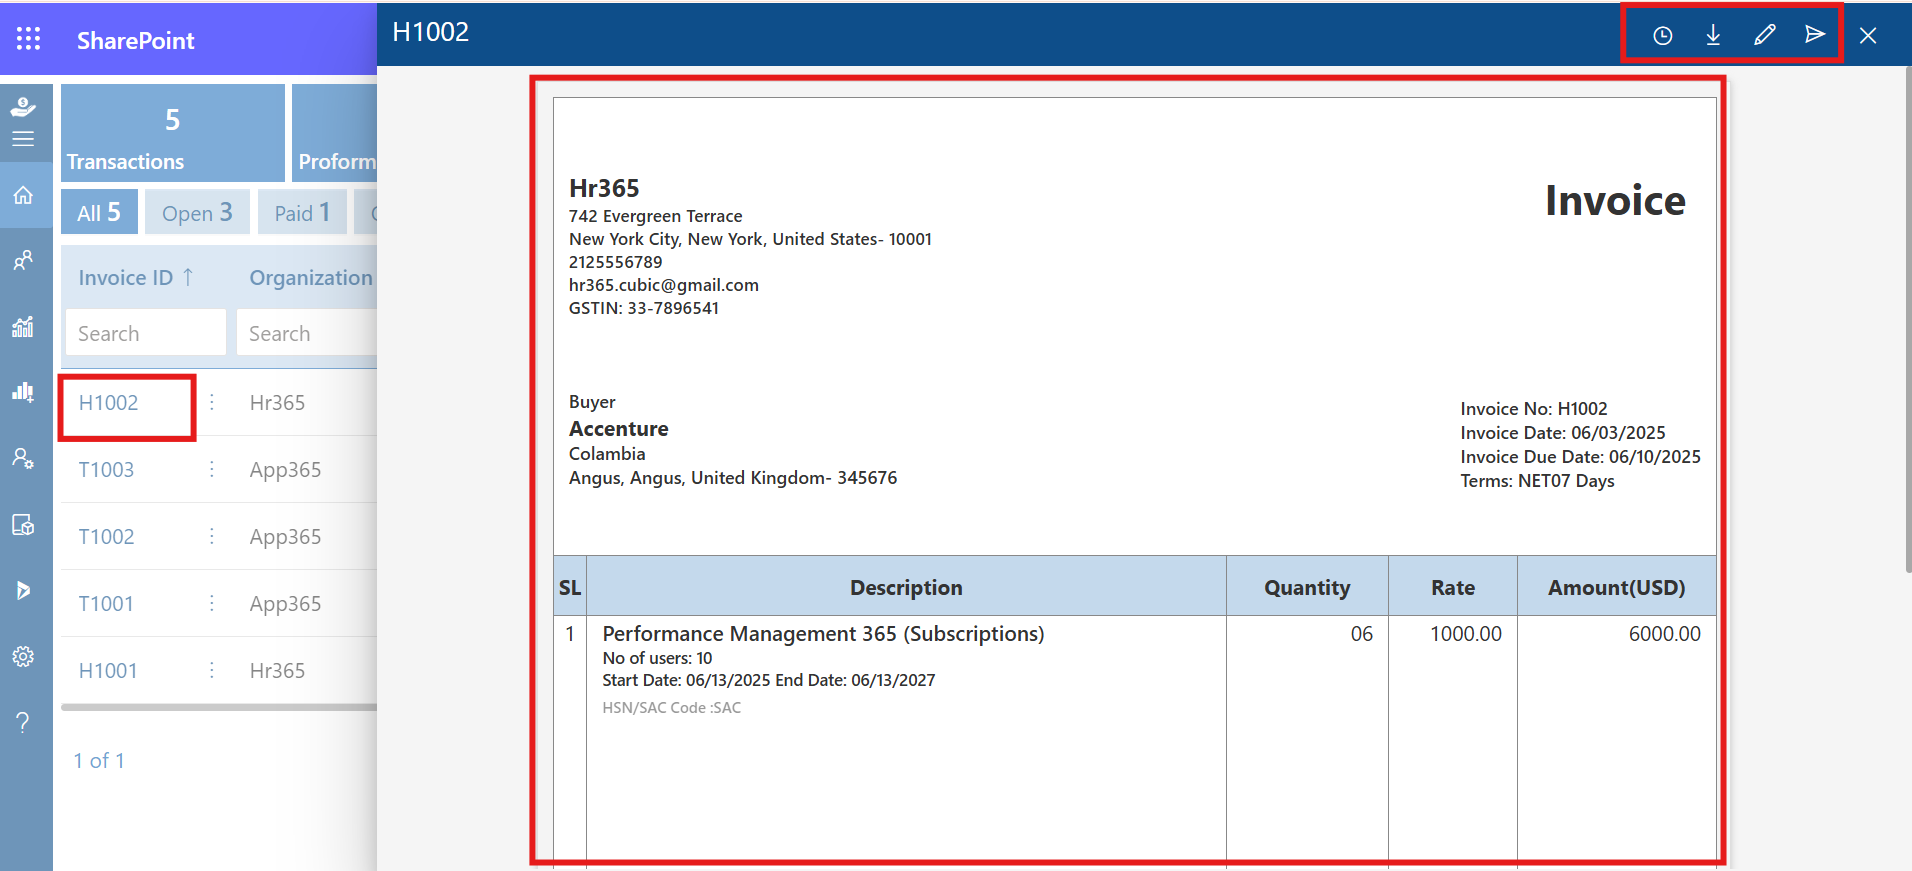 SharePoint
H1002
5
Transactions
Proform
All 5
Open 3
Paid 1
Invoice ID ↑
Organization
Search
Search
H1002
Hr365
T1003
App365
T1002
App365
T1001
App365
H1001
Hr365
1 of 1
Hr365
742 Evergreen Terrace
New York City, New York, United States- 10001
2125556789
hr365.cubic@gmail.com
GSTIN: 33-7896541
Invoice
Buyer
Accenture
Colambia
Angus, Angus, United Kingdom- 345676
Invoice No: H1002
Invoice Date: 06/03/2025
Invoice Due Date: 06/10/2025
Terms: NET07 Days
SL Description Quantity Rate Amount(USD)
1 Performance Management 365 (Subscriptions) 06 1000.00 6000.00
No of users: 10
Start Date: 06/13/2025 End Date: 06/13/2027
HSN/SAC Code :SAC